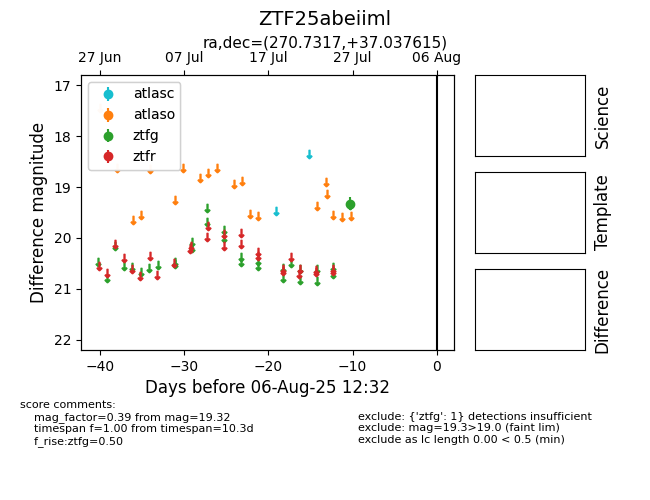 ZTF25abeiiml
ra,dec=(270.7317,+37.037615)
27 Jun 07 Jul 17 Jul 27 Jul 06 Aug
atlasc
atlaso
ztfg
ztfr
17
18
19
20
21
22
Difference magnitude
−40 −30 −20 −10 0
Days before 06-Aug-25 12:32
Science
Template
Difference
score comments:
mag_factor=0.39 from mag=19.32
timespan f=1.00 from timespan=10.3d
f_rise:ztfg=0.50
exclude: {'ztfg': 1} detections insufficient
exclude: mag=19.3>19.0 (faint lim)
exclude as lc length 0.00 < 0.5 (min)